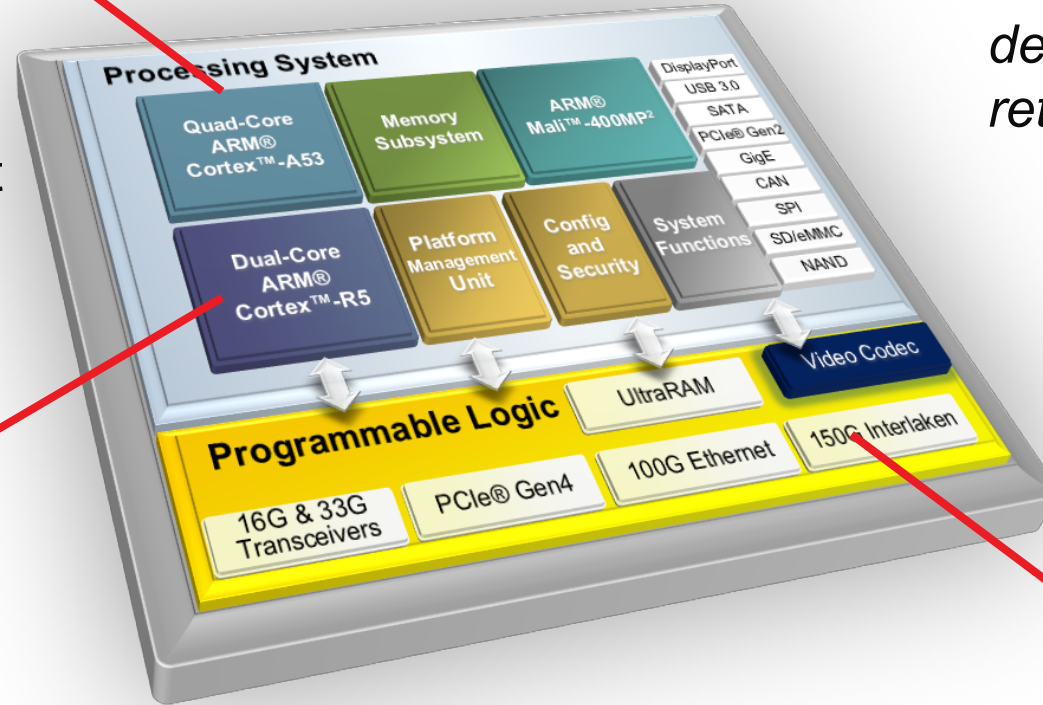 Processing System
Quad-Core
ARM®
Cortex™-A53
Memory
Subsystem
ARM®
Mali™-400MP²
DisplayPort
USB 3.0
SATA
PCIe® Gen2
GigE
CAN
SPI
SD/eMMC
NAND
Dual-Core
ARM®
Cortex™-R5
Platform
Management
Unit
Config
and
Security
System
Functions
Programmable Logic
UltraRAM
Video Codec
16G & 33G
Transceivers
PCIe® Gen4
100G Ethernet
150G Interlaken
de
ret
t